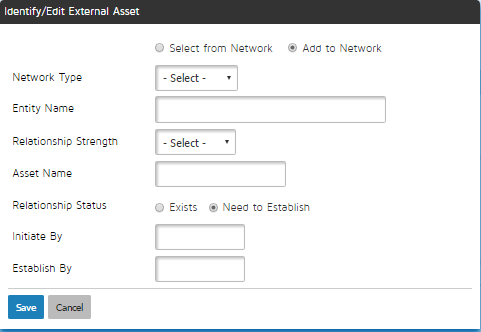 Identify/Edit External Asset
Select from Network Add to Network
Network Type - Select -
Entity Name
Relationship Strength - Select -
Asset Name
Relationship Status Exists Need to Establish
Initiate By
Establish By
Save Cancel